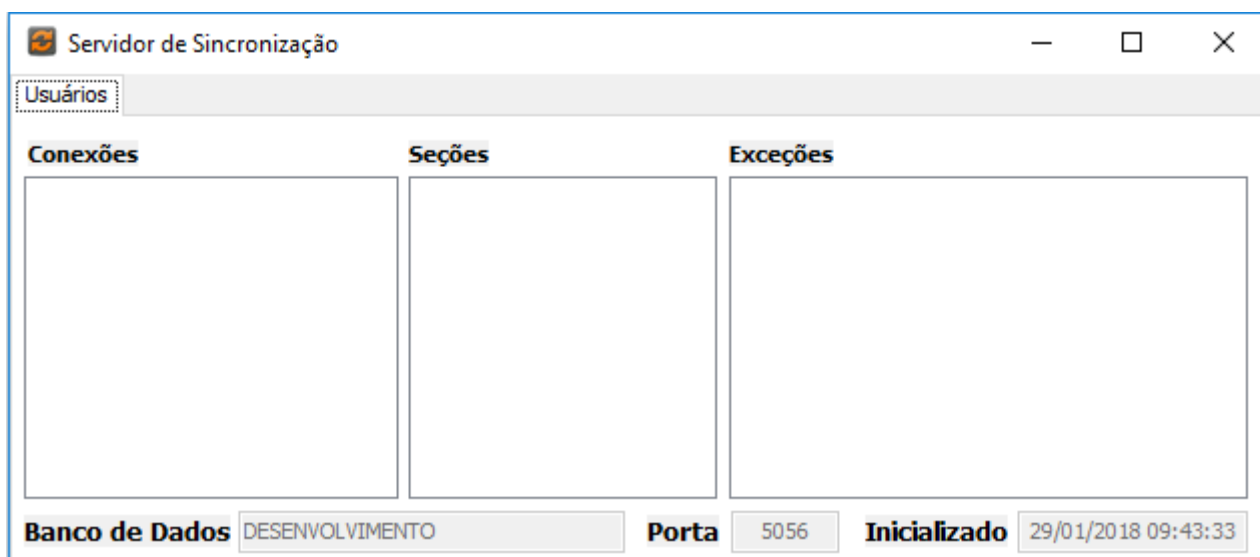 Servidor de Sincronização
Usuários
Conexões Seções Exceções
Banco de Dados DESENVOLVIMENTO Porta 5056 Inicializado 29/01/2018 09:43:33